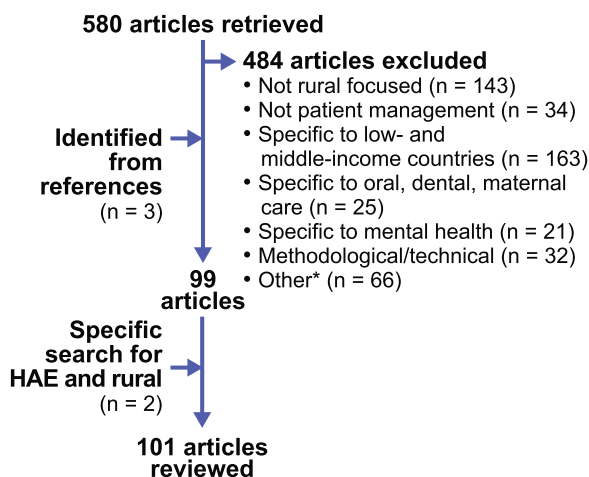 580 articles retrieved
484 articles excluded
• Not rural focused (n = 143)
• Not patient management (n = 34)
• Specific to low- and
middle-income countries (n = 163)
• Specific to oral, dental, maternal
care (n = 25)
• Specific to mental health (n = 21)
• Methodological/technical (n = 32)
• Other* (n = 66)
Identified
from
references
(n = 3)
99
articles
Specific
search for
HAE and rural
(n = 2)
101 articles
reviewed